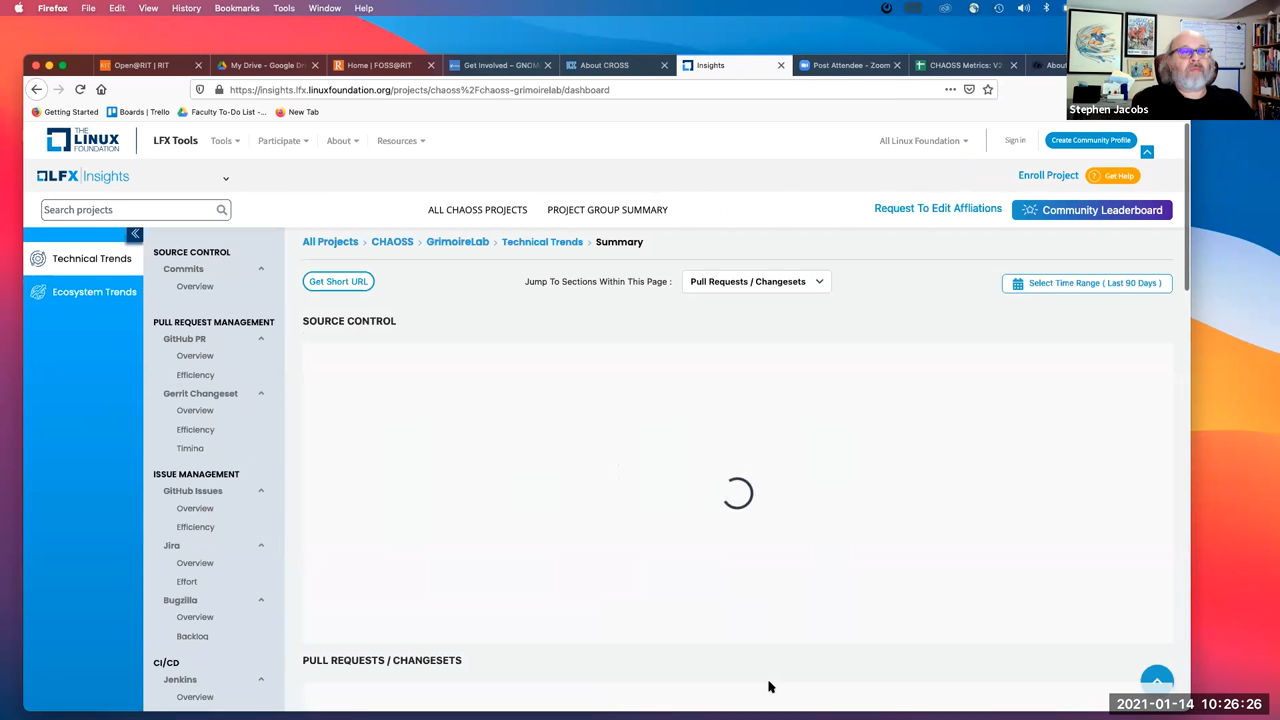 Firefox File Edit View History Bookmarks Tools Window Help
Open@RIT | RIT
My Drive - Google Dr
Home | FOSS@RIT
Get Involved – GNOM
About CROSS
Insights
Post Attendee - Zoom
CHAOSS Metrics: V2
Abou
https://insights.lfx.linuxfoundation.org/projects/chaoss%2Fchaoss-grimoirelab/dashboard
Getting Started Boards | Trello Faculty To-Do List -... New Tab
Stephen Jacobs
THE LINUX FOUNDATION
LFX Tools Tools Participate About Resources All Linux Foundation Sign in Create Community Profile
LFX Insights
Enroll Project ? Get Help
Search projects ALL CHAOSS PROJECTS PROJECT GROUP SUMMARY Request To Edit Affliations Community Leaderboard
Technical Trends
Ecosystem Trends
SOURCE CONTROL
Commits
Overview
PULL REQUEST MANAGEMENT
GitHub PR
Overview
Efficiency
Gerrit Changeset
Overview
Efficiency
Timing
ISSUE MANAGEMENT
GitHub Issues
Overview
Efficiency
Jira
Overview
Effort
Bugzilla
Overview
Backlog
CI/CD
Jenkins
Overview
All Projects > CHAOSS > GrimoireLab > Technical Trends > Summary
Get Short URL Jump To Sections Within This Page : Pull Requests / Changesets Select Time Range ( Last 90 Days )
SOURCE CONTROL
PULL REQUESTS / CHANGESETS
2021-01-14 10:26:26